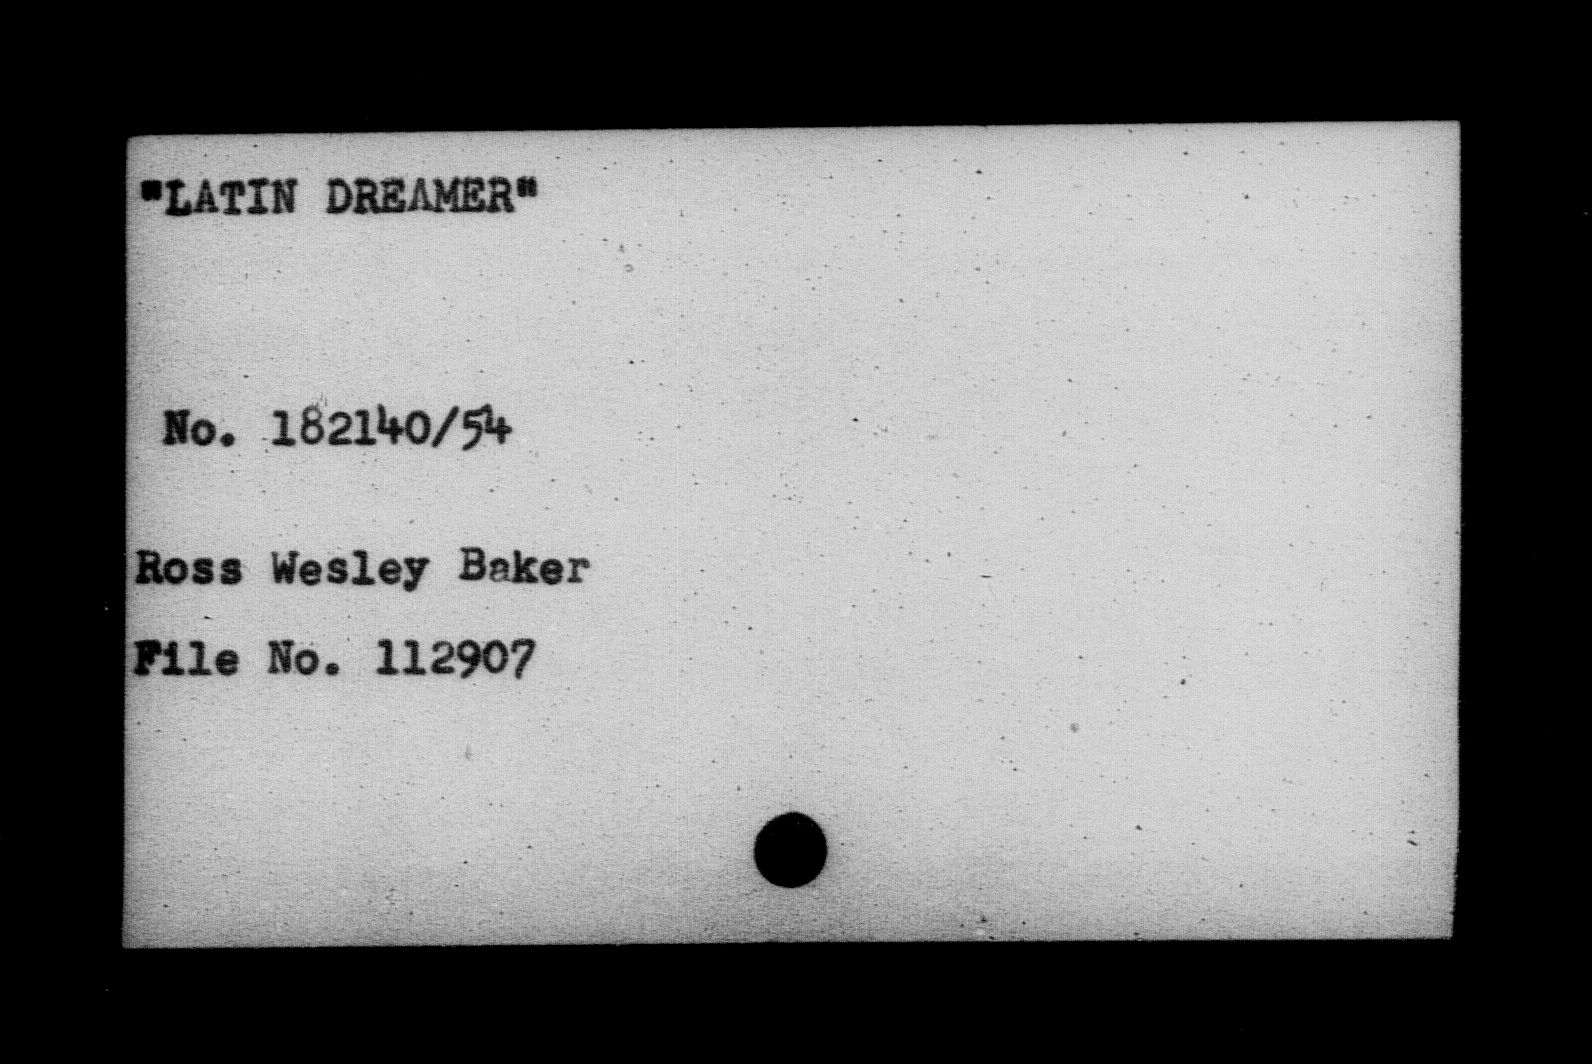 "LATIN DREAMER"
No. 182140/54
Ross Wesley Baker
File No. 112907